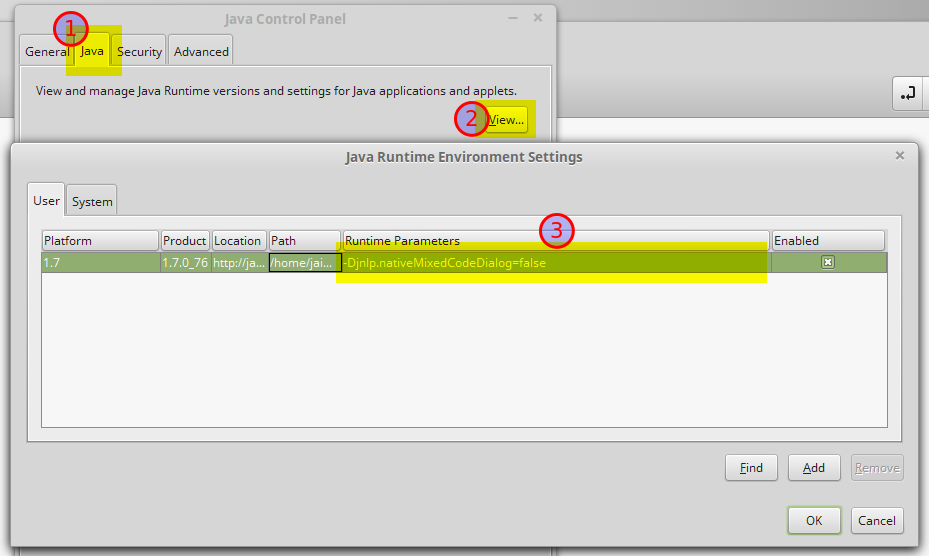 Java Control Panel
1
General Java Security Advanced
View and manage Java Runtime versions and settings for Java applications and applets.
2 View...
Java Runtime Environment Settings
User System
3
Platform Product Location Path Runtime Parameters Enabled
1.7 1.7.0_76 http://ja... /home/jai... -Djnlp.nativeMixedCodeDialog=false
Find Add Remove
OK Cancel